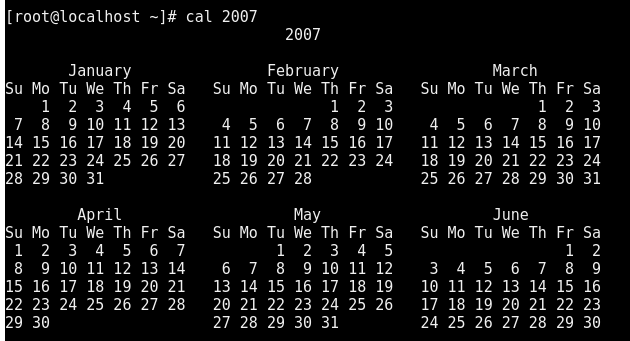 [root@localhost ~]# cal 2007
                               2007

       January               February                 March
Su Mo Tu We Th Fr Sa   Su Mo Tu We Th Fr Sa   Su Mo Tu We Th Fr Sa
    1  2  3  4  5  6                1  2  3                1  2  3
 7  8  9 10 11 12 13    4  5  6  7  8  9 10    4  5  6  7  8  9 10
14 15 16 17 18 19 20   11 12 13 14 15 16 17   11 12 13 14 15 16 17
21 22 23 24 25 26 27   18 19 20 21 22 23 24   18 19 20 21 22 23 24
28 29 30 31            25 26 27 28            25 26 27 28 29 30 31

        April                   May                   June
Su Mo Tu We Th Fr Sa   Su Mo Tu We Th Fr Sa   Su Mo Tu We Th Fr Sa
 1  2  3  4  5  6  7          1  2  3  4  5                   1  2
 8  9 10 11 12 13 14    6  7  8  9 10 11 12    3  4  5  6  7  8  9
15 16 17 18 19 20 21   13 14 15 16 17 18 19   10 11 12 13 14 15 16
22 23 24 25 26 27 28   20 21 22 23 24 25 26   17 18 19 20 21 22 23
29 30                  27 28 29 30 31         24 25 26 27 28 29 30